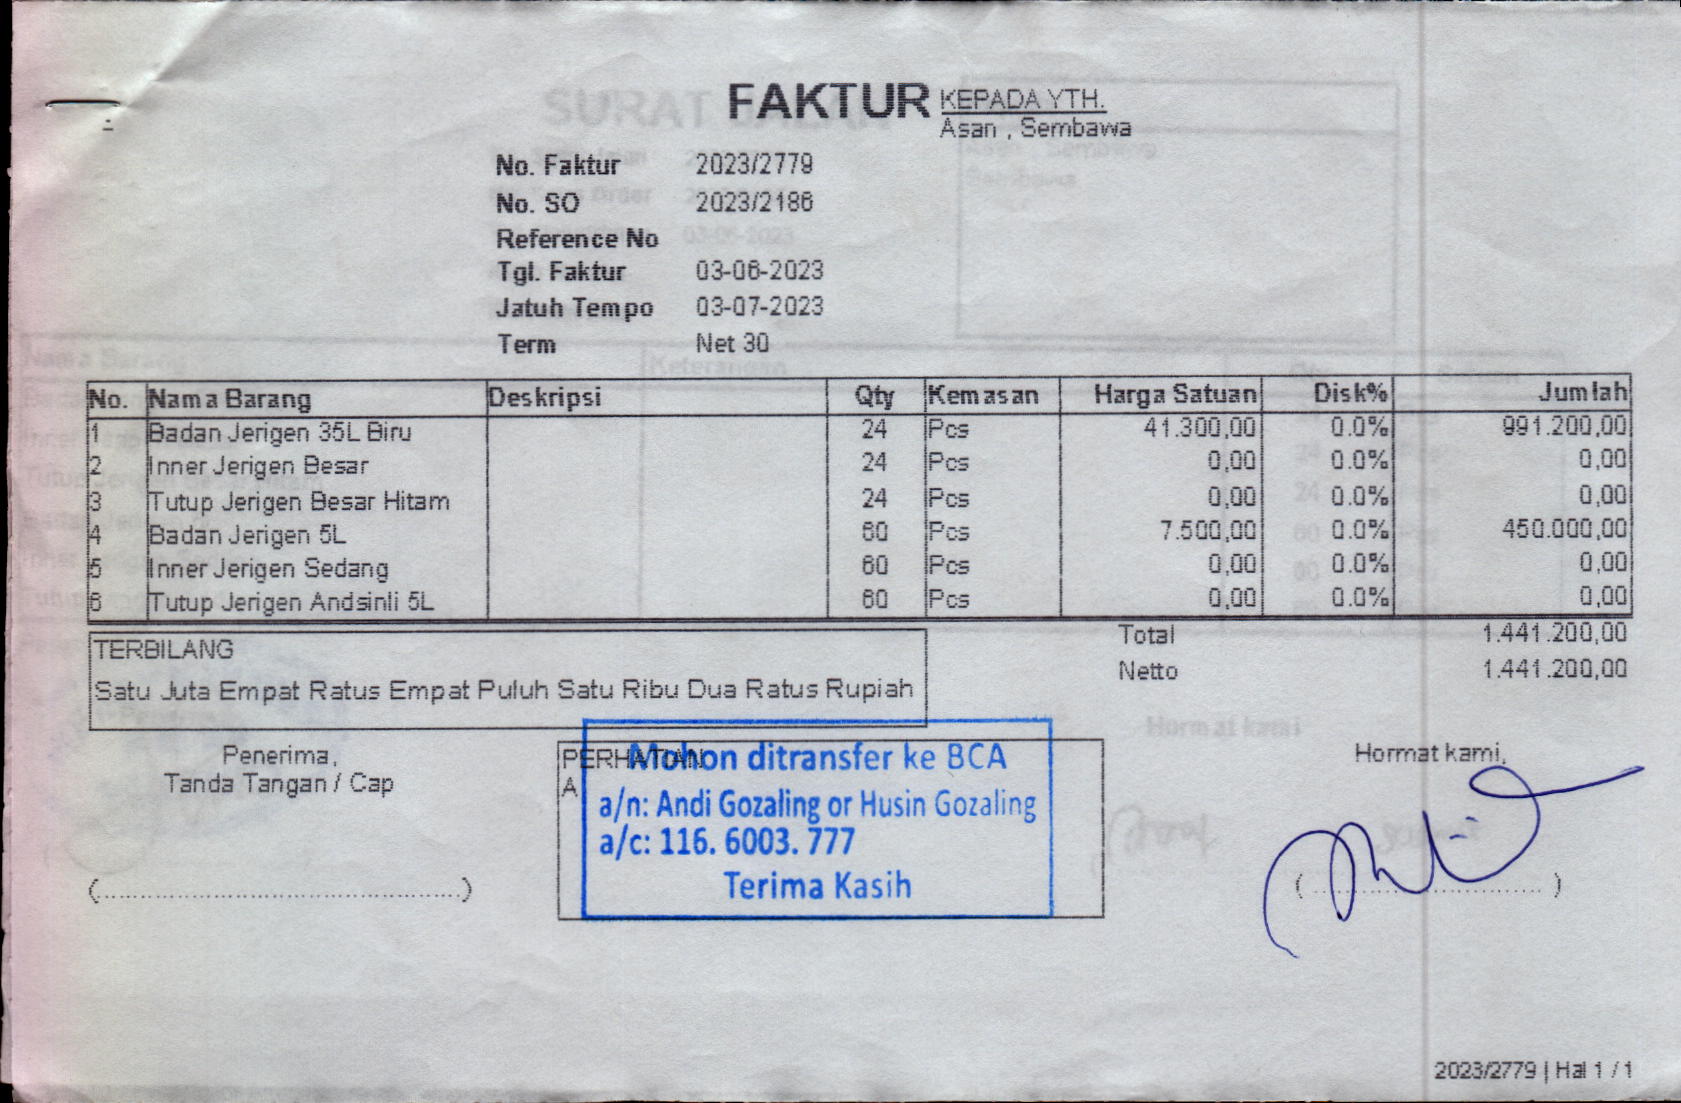 FAKTUR
KEPADA YTH.
Asan , Sembawa
No. Faktur 2023/2779
No. SO 2023/2186
Reference No
Tgl. Faktur 03-06-2023
Jatuh Tempo 03-07-2023
Term Net 30
No. Nama Barang Deskripsi Qty Kemasan Harga Satuan Disk% Jumlah
1 Badan Jerigen 35L Biru 24 Pcs 41.300,00 0.0% 991.200,00
2 Inner Jerigen Besar 24 Pcs 0,00 0.0% 0,00
3 Tutup Jerigen Besar Hitam 24 Pcs 0,00 0.0% 0,00
4 Badan Jerigen 5L 60 Pcs 7.500,00 0.0% 450.000,00
5 Inner Jerigen Sedang 60 Pcs 0,00 0.0% 0,00
6 Tutup Jerigen Andsinli 5L 60 Pcs 0,00 0.0% 0,00
Total 1.441.200,00
Netto 1.441.200,00
TERBILANG
Satu Juta Empat Ratus Empat Puluh Satu Ribu Dua Ratus Rupiah
Penerima,
Tanda Tangan / Cap
(.................................................)
PERHATIAN
A
Mohon ditransfer ke BCA
a/n: Andi Gozaling or Husin Gozaling
a/c: 116. 6003. 777
Terima Kasih
Hormat kami,
2023/2779 | Hal 1 / 1